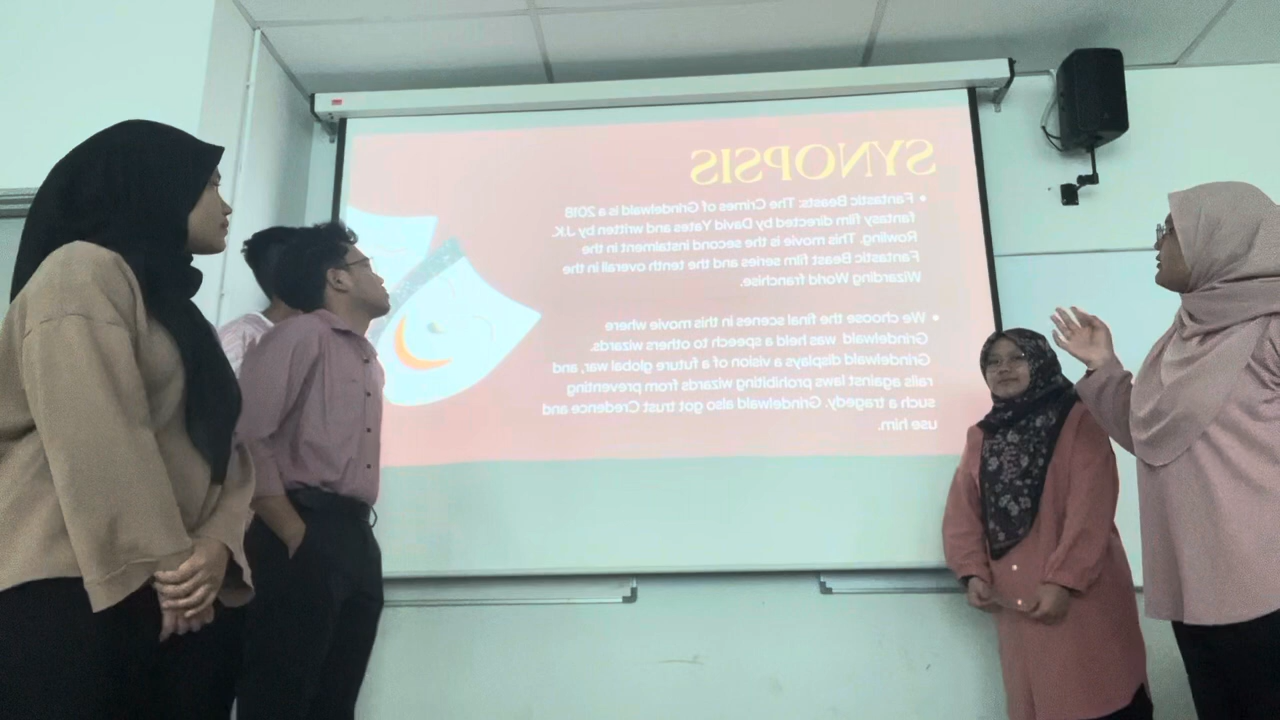 SYNOPSIS
• Fantastic Beasts: The Crimes of Grindelwald is a 2018
fantasy film directed by David Yates and written by J.K.
Rowling. This movie is the second instalment in the
Fantastic Beast film series and the tenth overall in the
Wizarding World franchise.
• We choose the final scenes in this movie where
Grindelwald was held a speech to others wizards.
Grindelwald displays a vision of a future global war, and
rails against laws prohibiting wizards from preventing
such a tragedy. Grindelwald also got trust Credence and
use him.